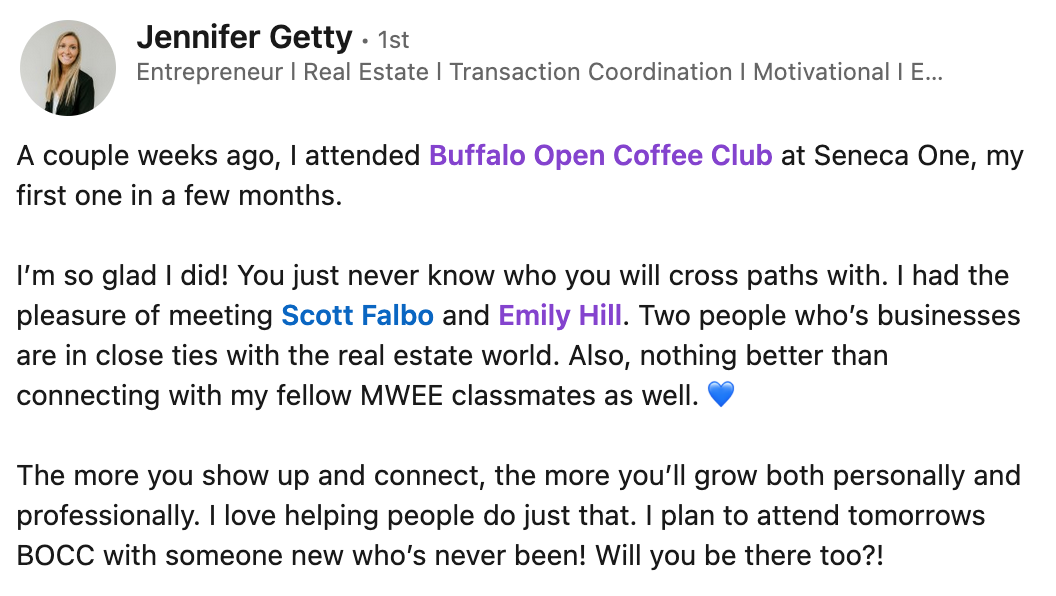 Jennifer Getty · 1st
Entrepreneur I Real Estate I Transaction Coordination I Motivational I E...
A couple weeks ago, I attended Buffalo Open Coffee Club at Seneca One, my
first one in a few months.
I’m so glad I did! You just never know who you will cross paths with. I had the
pleasure of meeting Scott Falbo and Emily Hill. Two people who’s businesses
are in close ties with the real estate world. Also, nothing better than
connecting with my fellow MWEE classmates as well. 💙
The more you show up and connect, the more you’ll grow both personally and
professionally. I love helping people do just that. I plan to attend tomorrows
BOCC with someone new who’s never been! Will you be there too?!